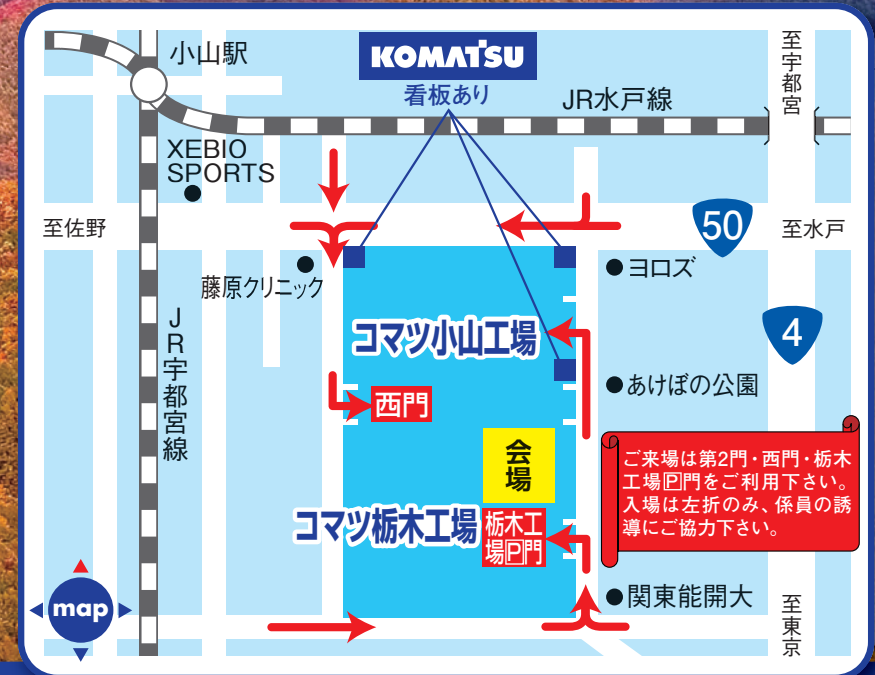 小山駅
KOMATSU
看板あり
JR水戸線
至宇都宮
XEBIO
SPORTS
至佐野
50
至水戸
藤原クリニック
ヨロズ
JR宇都宮線
コマツ小山工場
4
あけぼの公園
西門
会場
ご来場は第2門・西門・栃木
工場🄿門をご利用下さい。
入場は左折のみ、係員の誘
導にご協力下さい。
コマツ栃木工場
栃木工
場🄿門
関東能開大
map
至東京